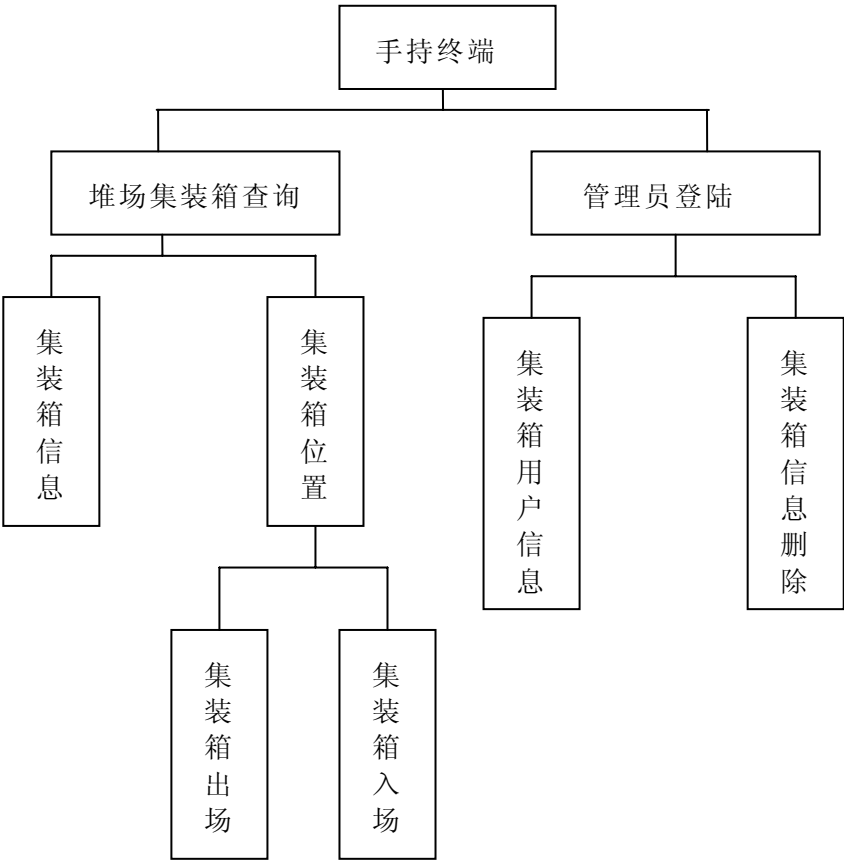 手持终端
堆场集装箱查询
管理员登陆
集装箱信息
集装箱位置
集装箱用户信息
集装箱信息删除
集装箱出场
集装箱入场